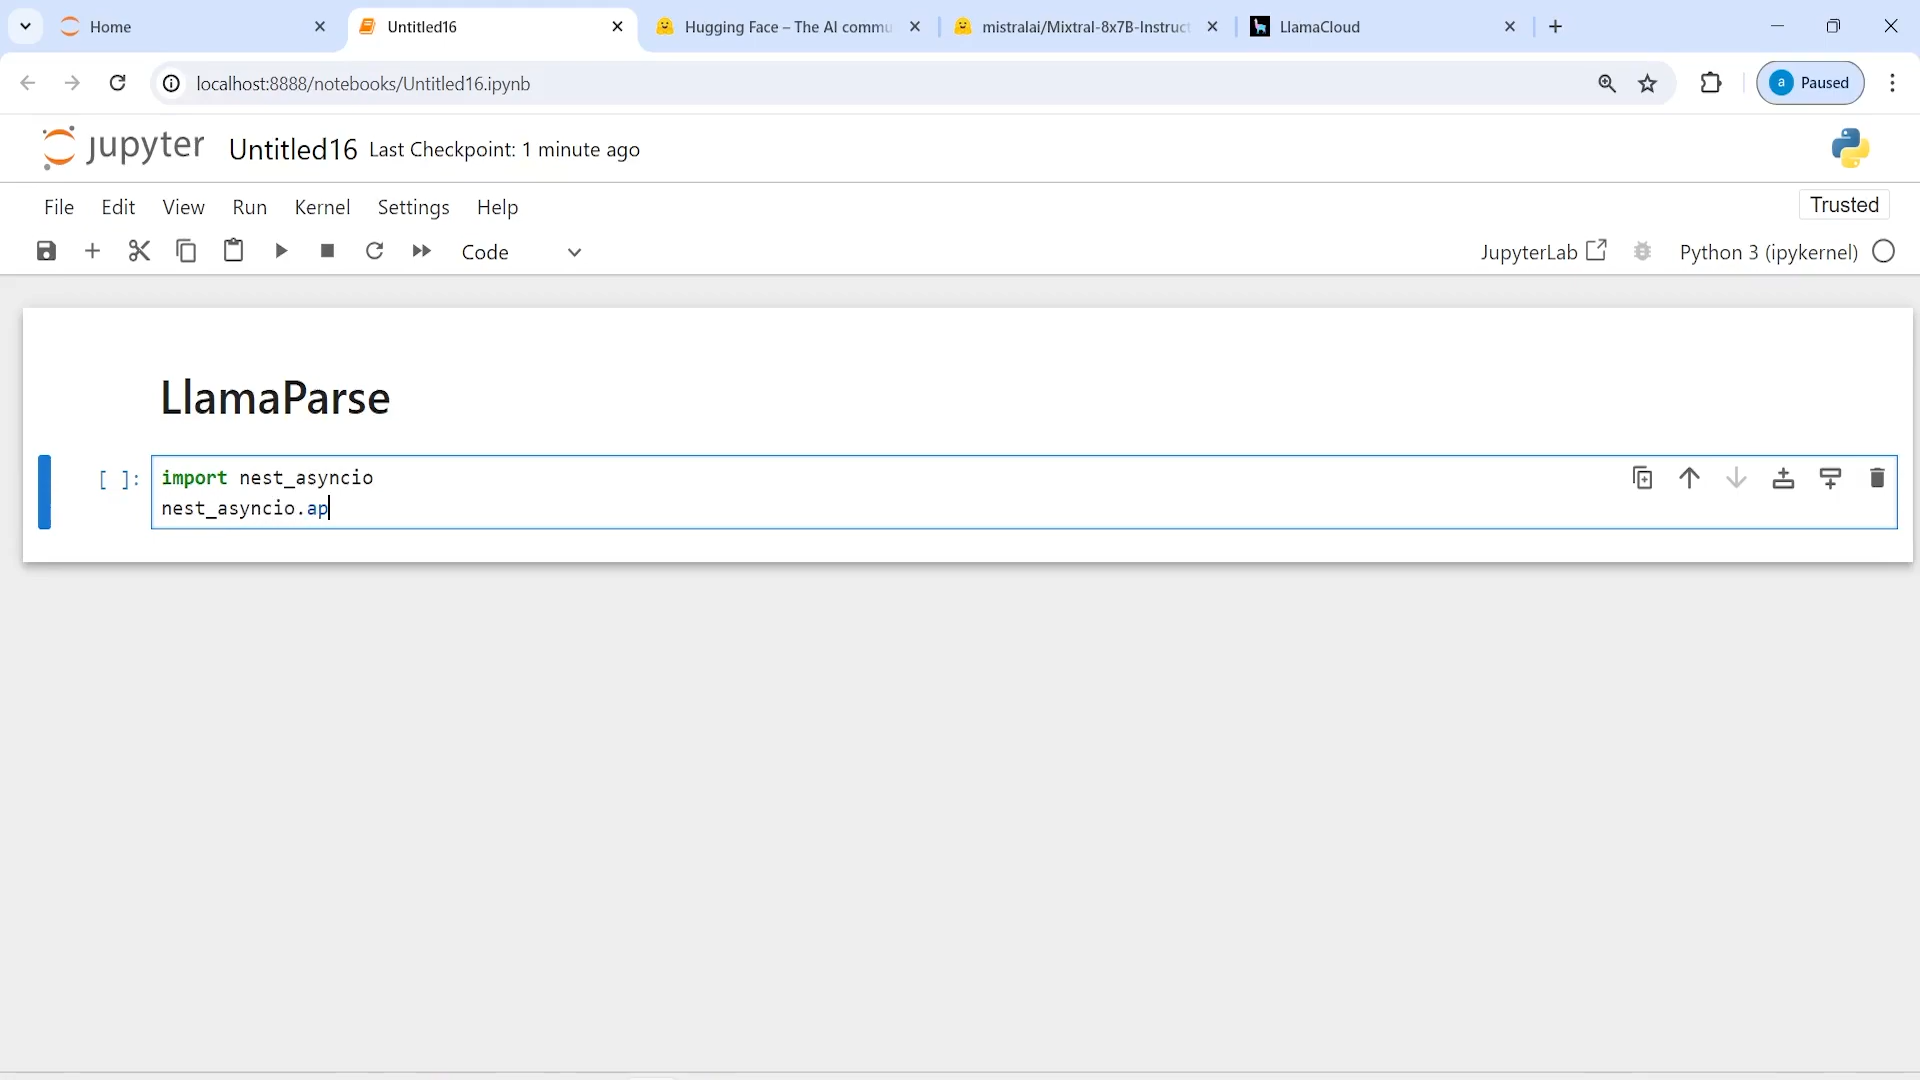 Home
Untitled16
Hugging Face – The AI commu
mistralai/Mixtral-8x7B-Instruct
LlamaCloud
localhost:8888/notebooks/Untitled16.ipynb
a Paused
jupyter Untitled16 Last Checkpoint: 1 minute ago
File Edit View Run Kernel Settings Help
Trusted
Code
JupyterLab
Python 3 (ipykernel)
LlamaParse
[ ]: import nest_asyncio
nest_asyncio.ap